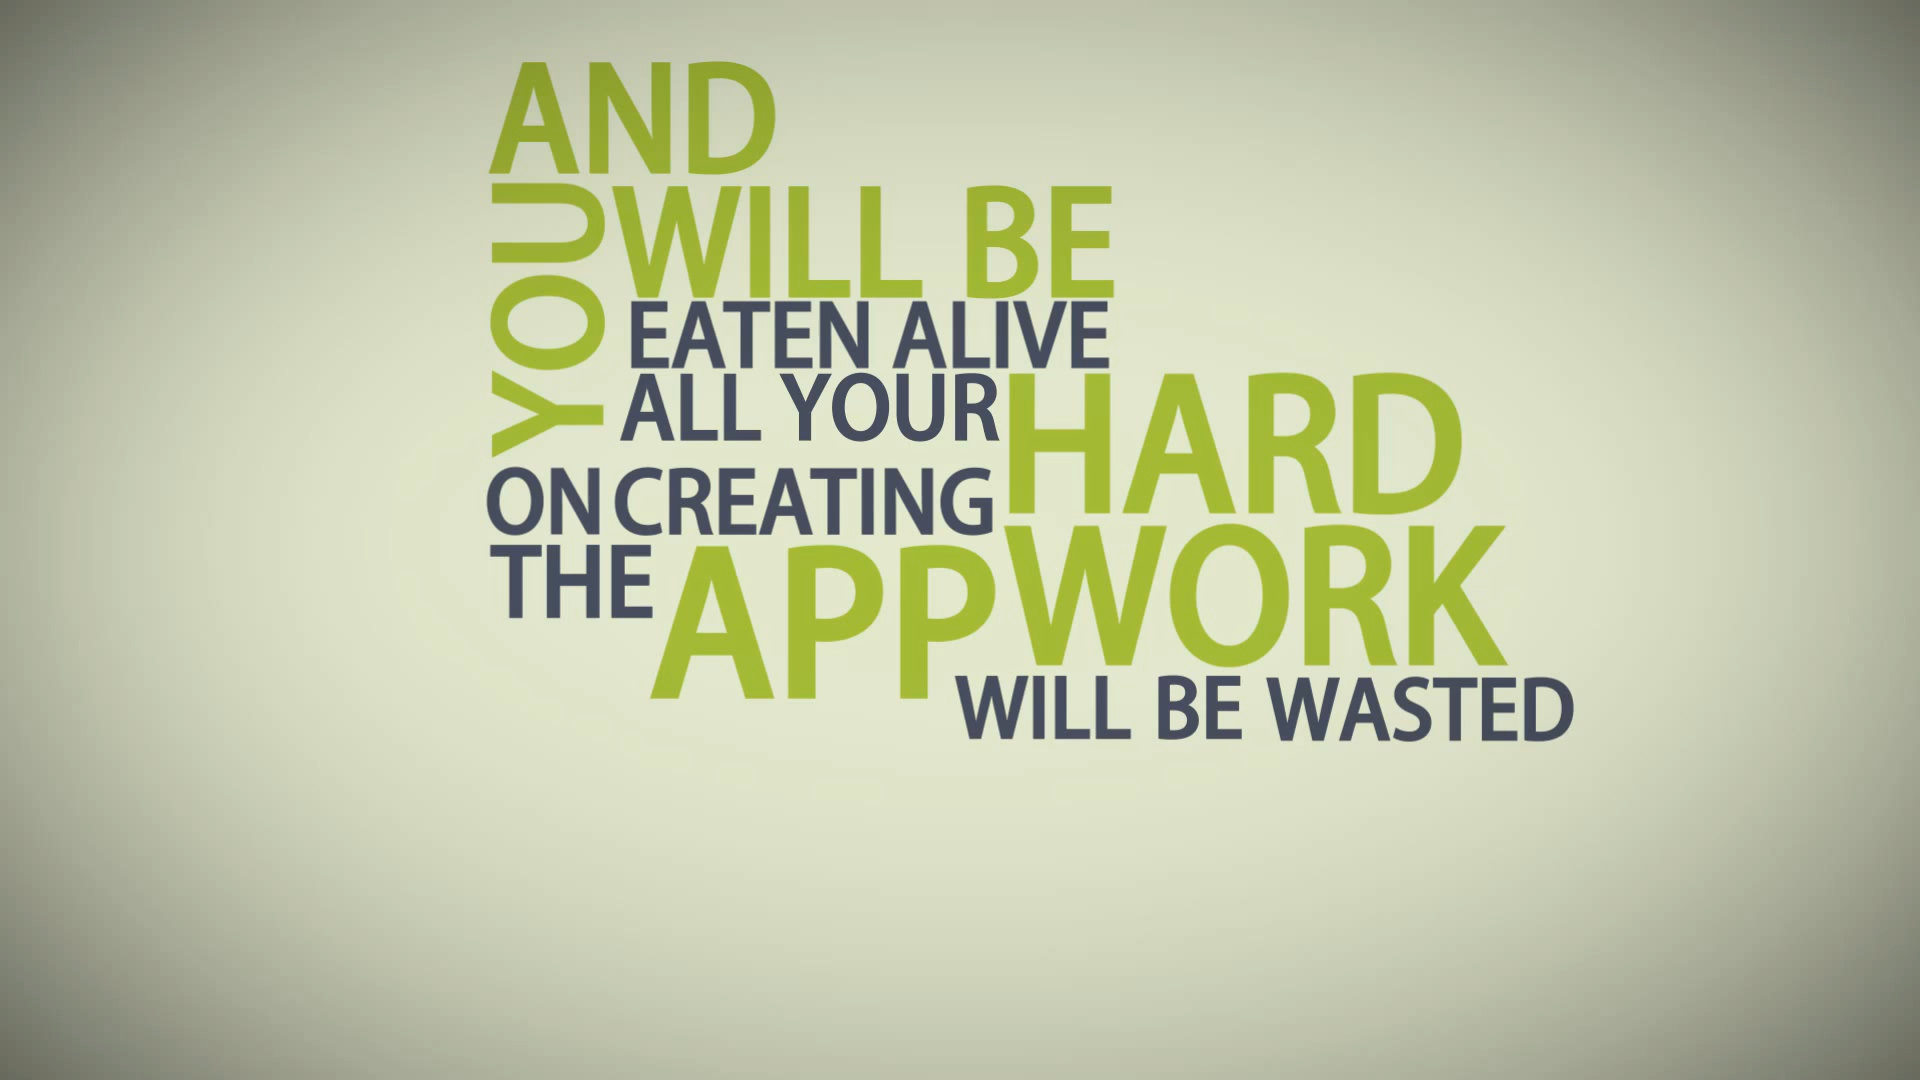 AND
YOU
WILL BE
EATEN ALIVE
ALL YOUR
HARD
WORK
ON CREATING
THE
APP
WILL BE WASTED